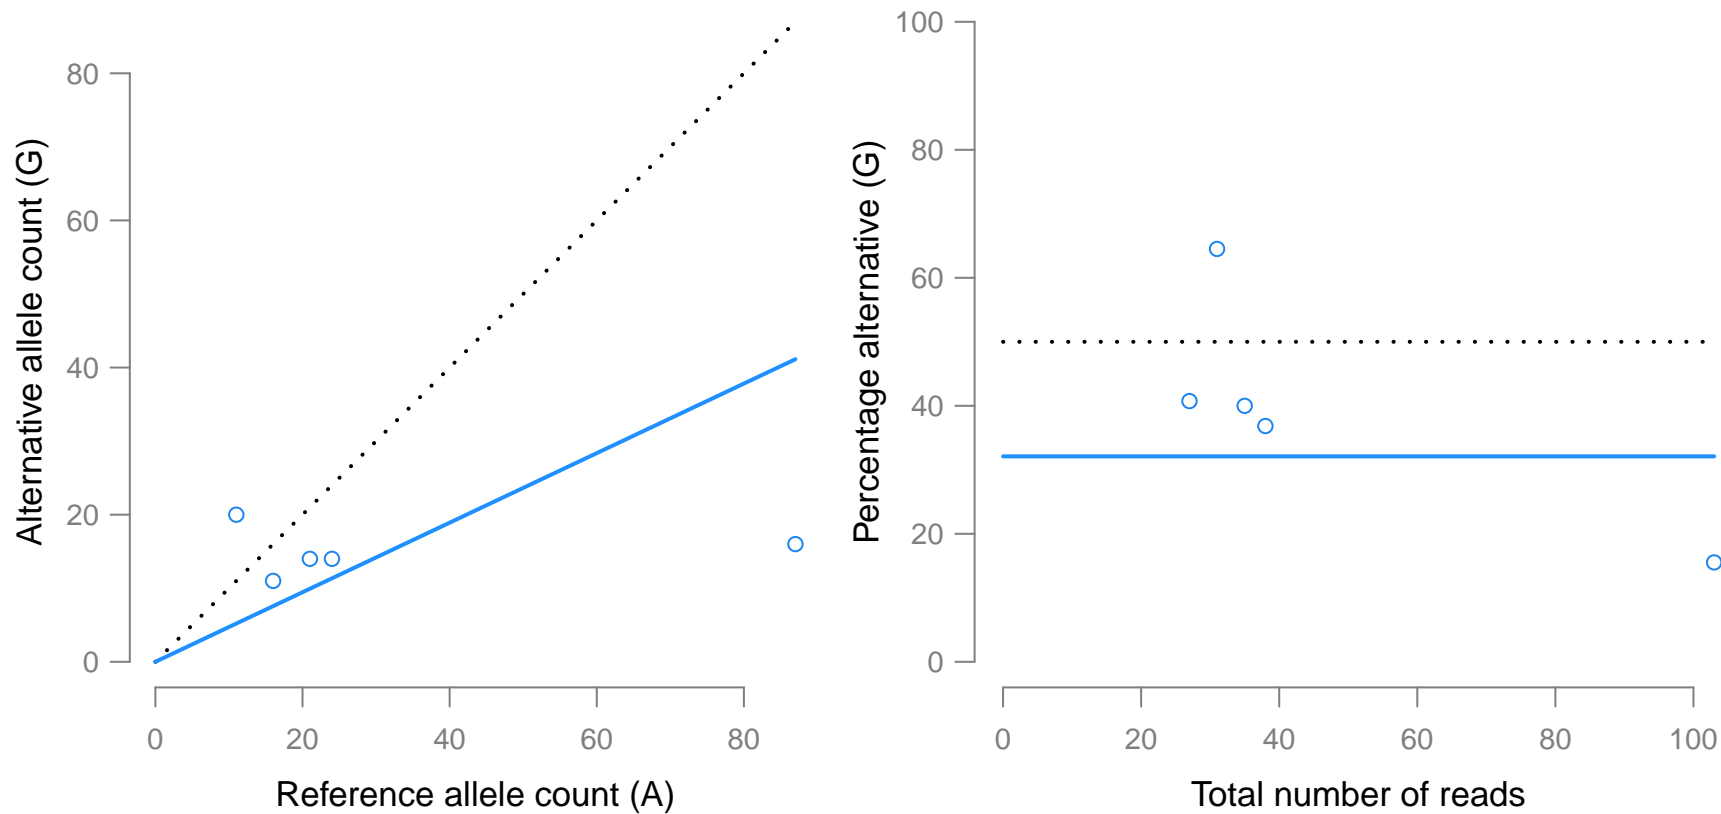 Alternative allele count (G)
80
60
40
20
0
0 20 40 60 80
Reference allele count (A)
Percentage alternative (G)
100
80
60
40
20
0
0 20 40 60 80 100
Total number of reads